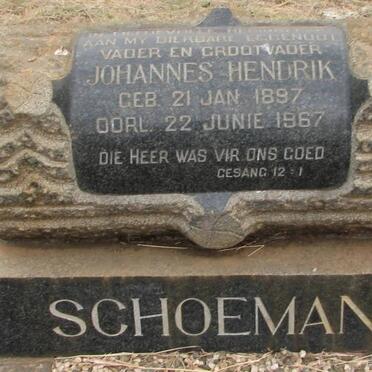 AAN MY DIERBARE EGGENOOT
VADER EN GROOTVADER
JOHANNES HENDRIK
GEB. 21 JAN. 1897
OORL. 22 JUNIE 1967
DIE HEER WAS VIR ONS GOED
GESANG 12:1
SCHOEMAN